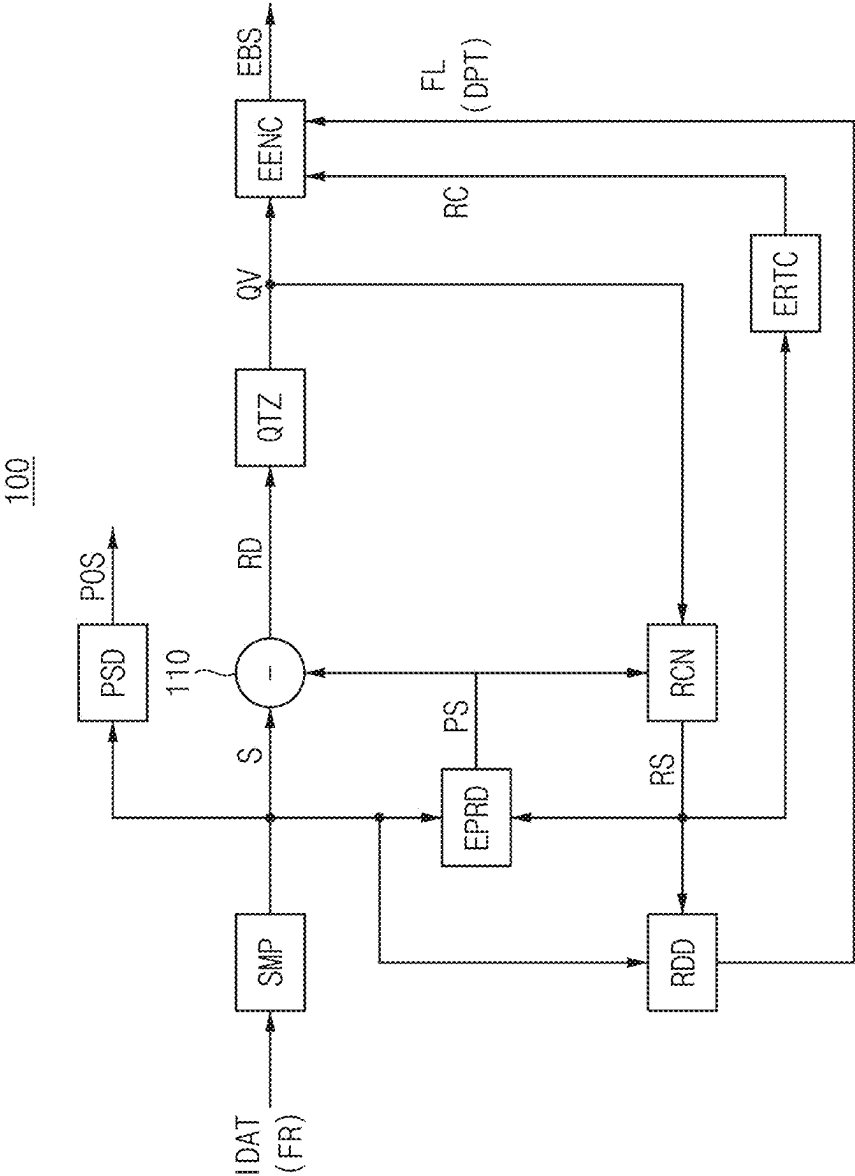 100
IDAT
(FR)
SMP
S
PSD
POS
110
−
RD
QTZ
QV
EENC
EBS
EPRD
PS
RDD
RS
RCN
ERTC
RC
FL
(DPT)